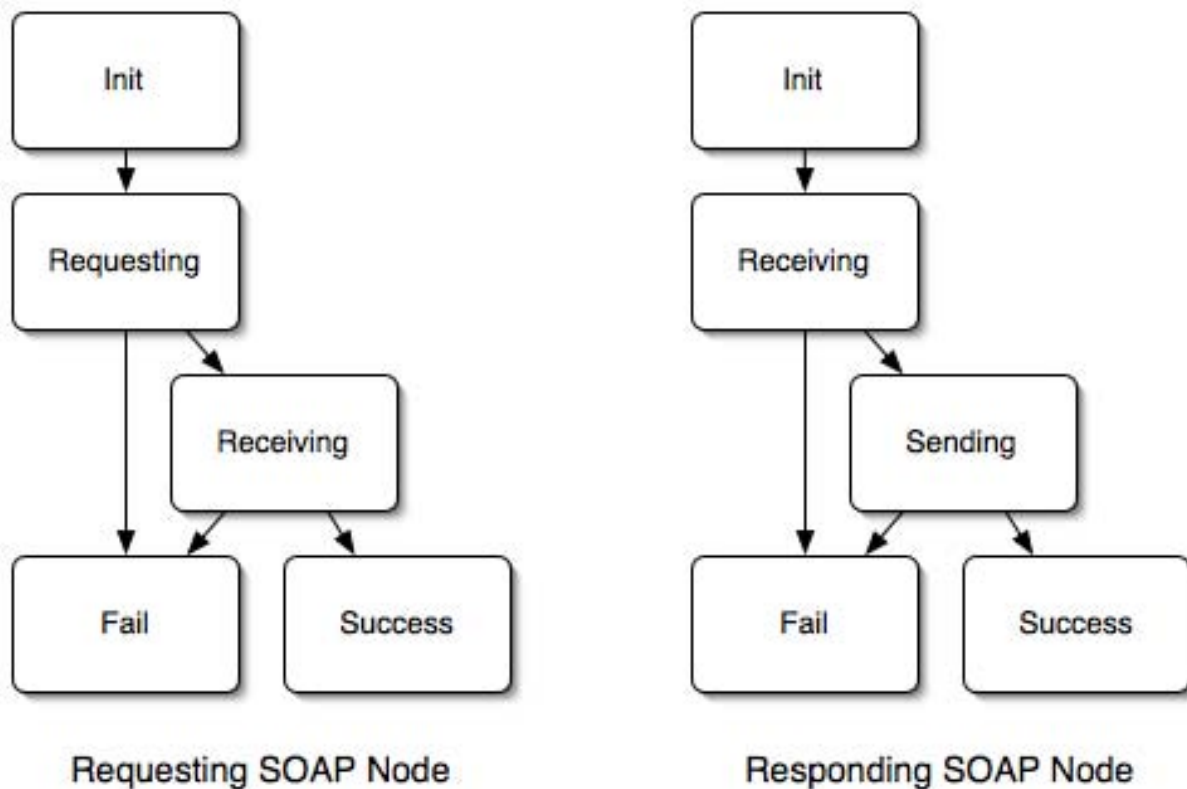 Init
Requesting
Receiving
Fail
Success
Requesting SOAP Node
Init
Receiving
Sending
Fail
Success
Responding SOAP Node